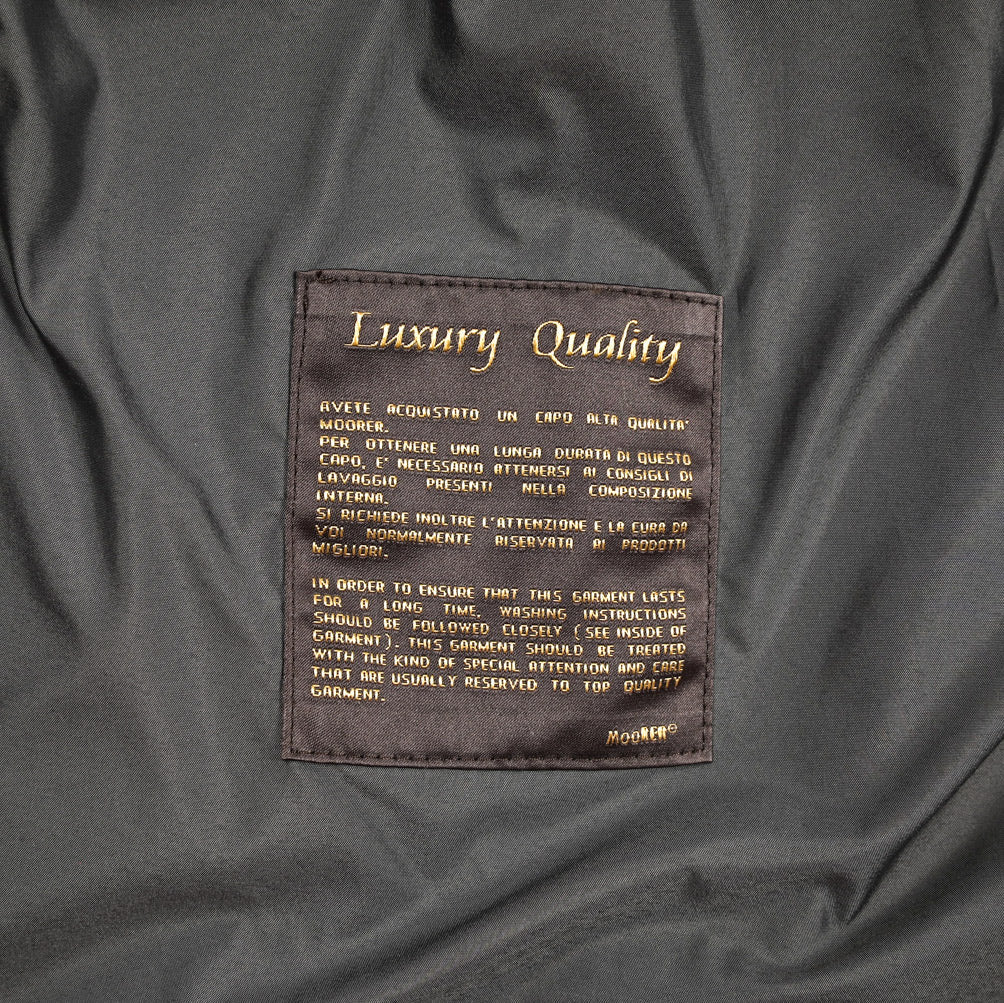 Luxury Quality
AVETE ACQUISTATO UN CAPO ALTA QUALITA'
MOORER.
PER OTTENERE UNA LUNGA DURATA DI QUESTO
CAPO, E' NECESSARIO ATTENERSI AI CONSIGLI DI
LAVAGGIO PRESENTI NELLA COMPOSIZIONE
INTERNA.
SI RICHIEDE INOLTRE L'ATTENZIONE E LA CURA DA
VOI NORMALMENTE RISERVATA AI PRODOTTI
MIGLIORI.
IN ORDER TO ENSURE THAT THIS GARMENT LASTS
FOR A LONG TIME, WASHING INSTRUCTIONS
SHOULD BE FOLLOWED CLOSELY (SEE INSIDE OF
GARMENT). THIS GARMENT SHOULD BE TREATED
WITH THE KIND OF SPECIAL ATTENTION AND CARE
THAT ARE USUALLY RESERVED TO TOP QUALITY
GARMENT.
MOORER®